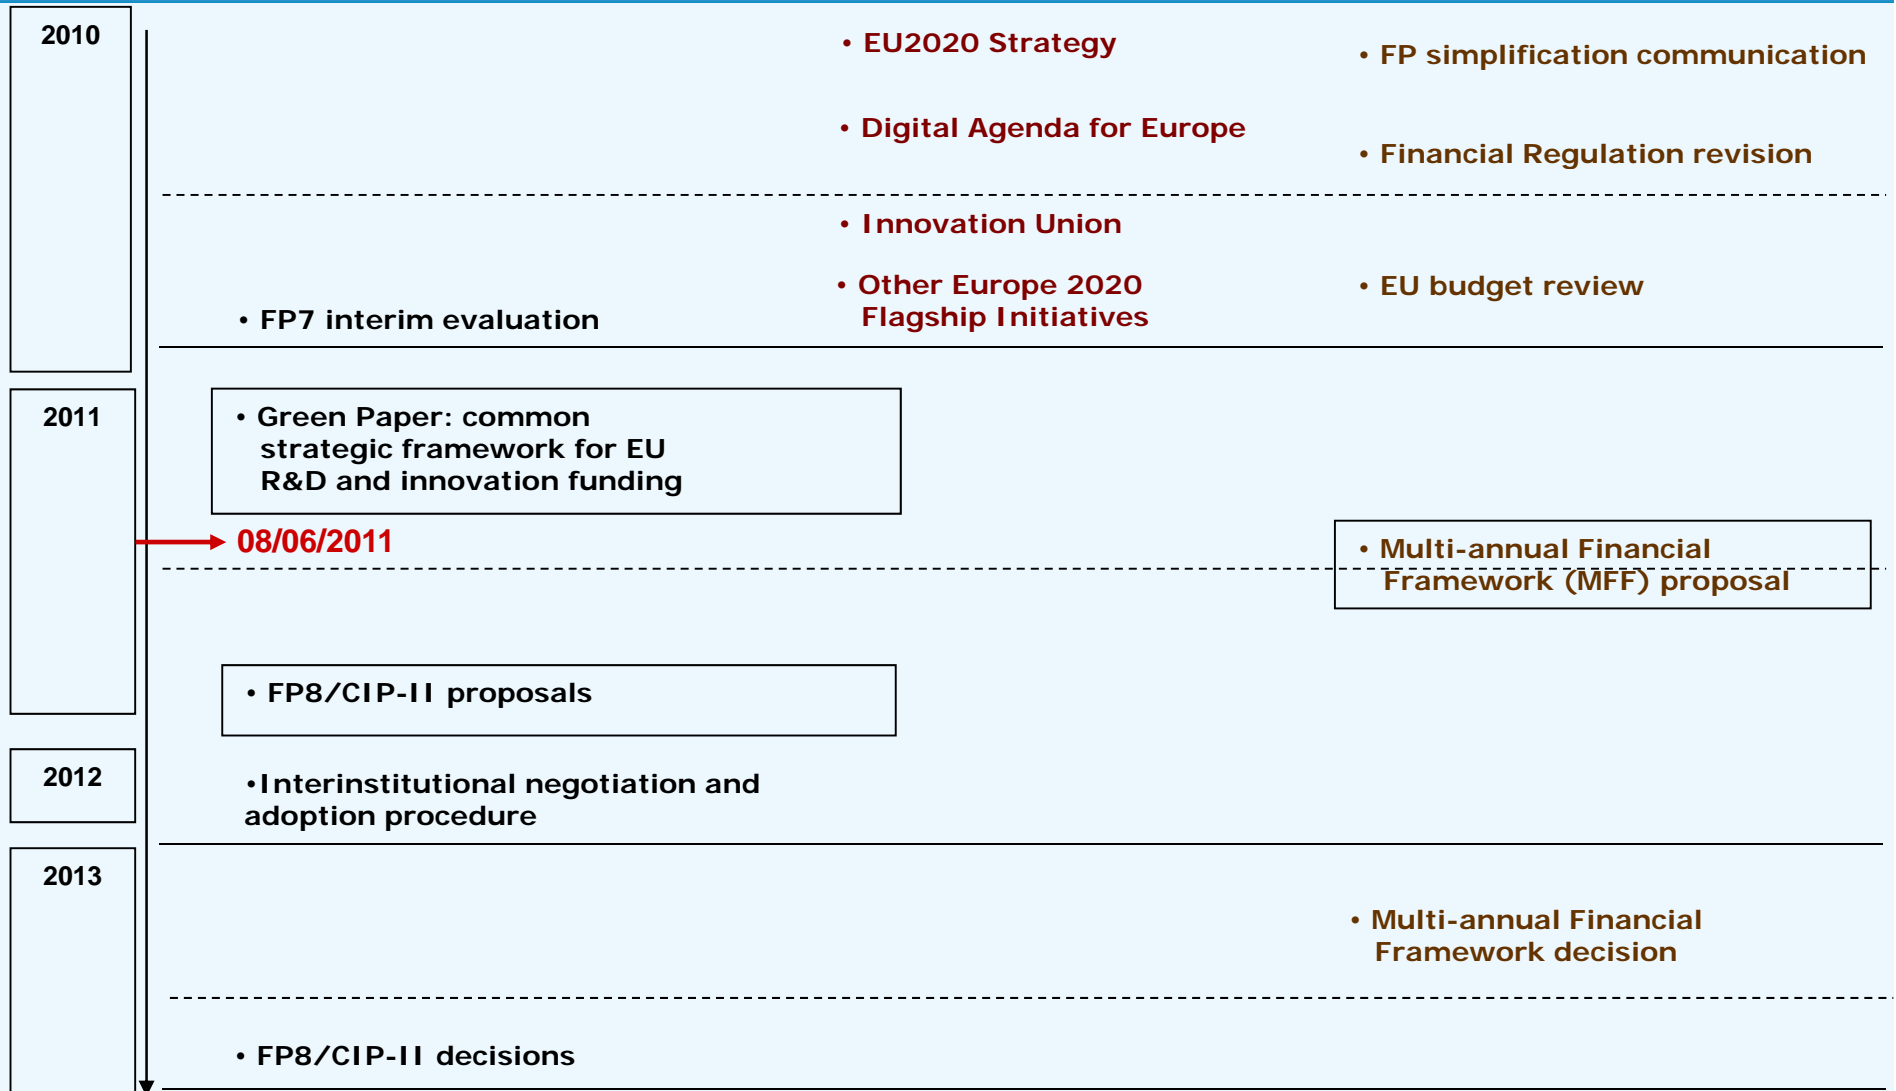 2010
• EU2020 Strategy
• FP simplification communication
• Digital Agenda for Europe
• Financial Regulation revision
• Innovation Union
• Other Europe 2020
Flagship Initiatives
• EU budget review
• FP7 interim evaluation
2011
• Green Paper: common
strategic framework for EU
R&D and innovation funding
08/06/2011
• Multi-annual Financial
Framework (MFF) proposal
• FP8/CIP-II proposals
2012
•Interinstitutional negotiation and
adoption procedure
2013
• Multi-annual Financial
Framework decision
• FP8/CIP-II decisions